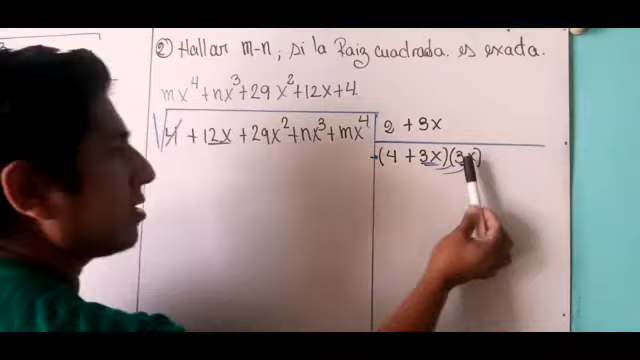 ② Hallar m-n; si la Raiz cuadrada es exacta.
mx⁴+nx³+29x²+12x+4
√4 + 12x + 29x² + nx³ + mx⁴
2 + 3x
(4 + 3x)(3x)